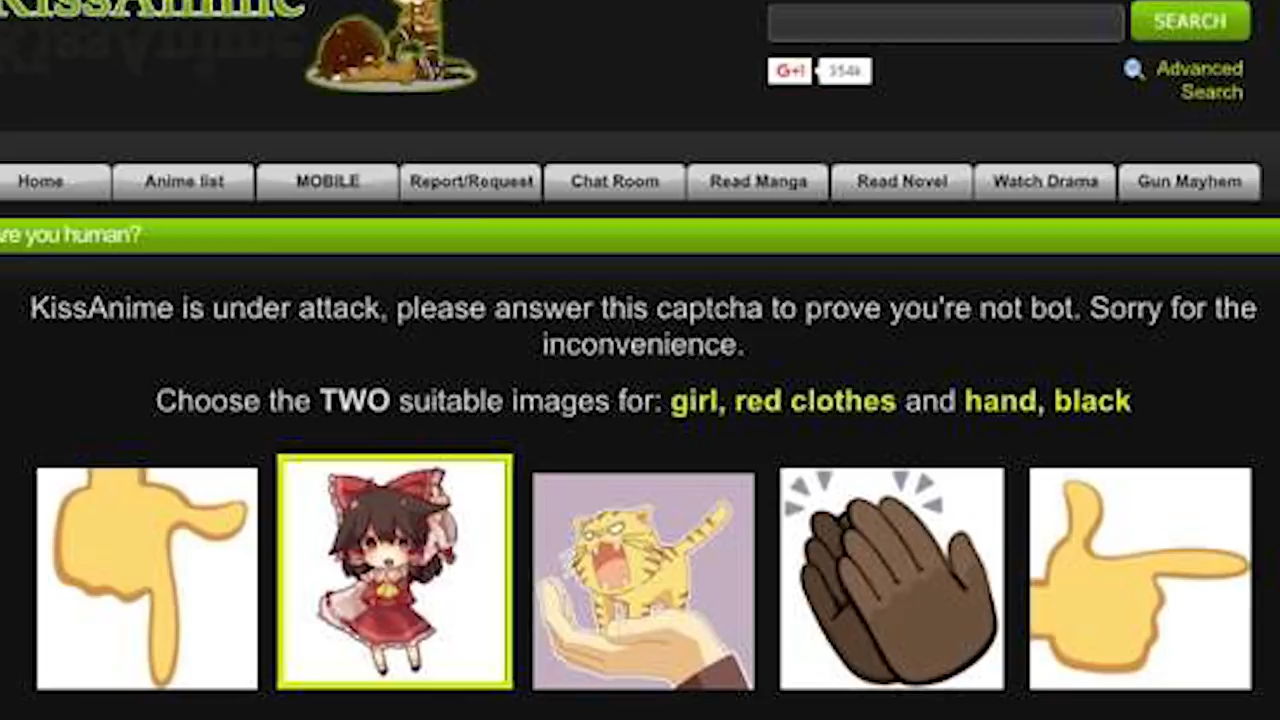 KissAnime
SEARCH
G+1 354k
Advanced
Search
Home Anime list MOBILE Report/Request Chat Room Read Manga Read Novel Watch Drama Gun Mayhem
Are you human?
KissAnime is under attack, please answer this captcha to prove you're not bot. Sorry for the
inconvenience.
Choose the TWO suitable images for: girl, red clothes and hand, black